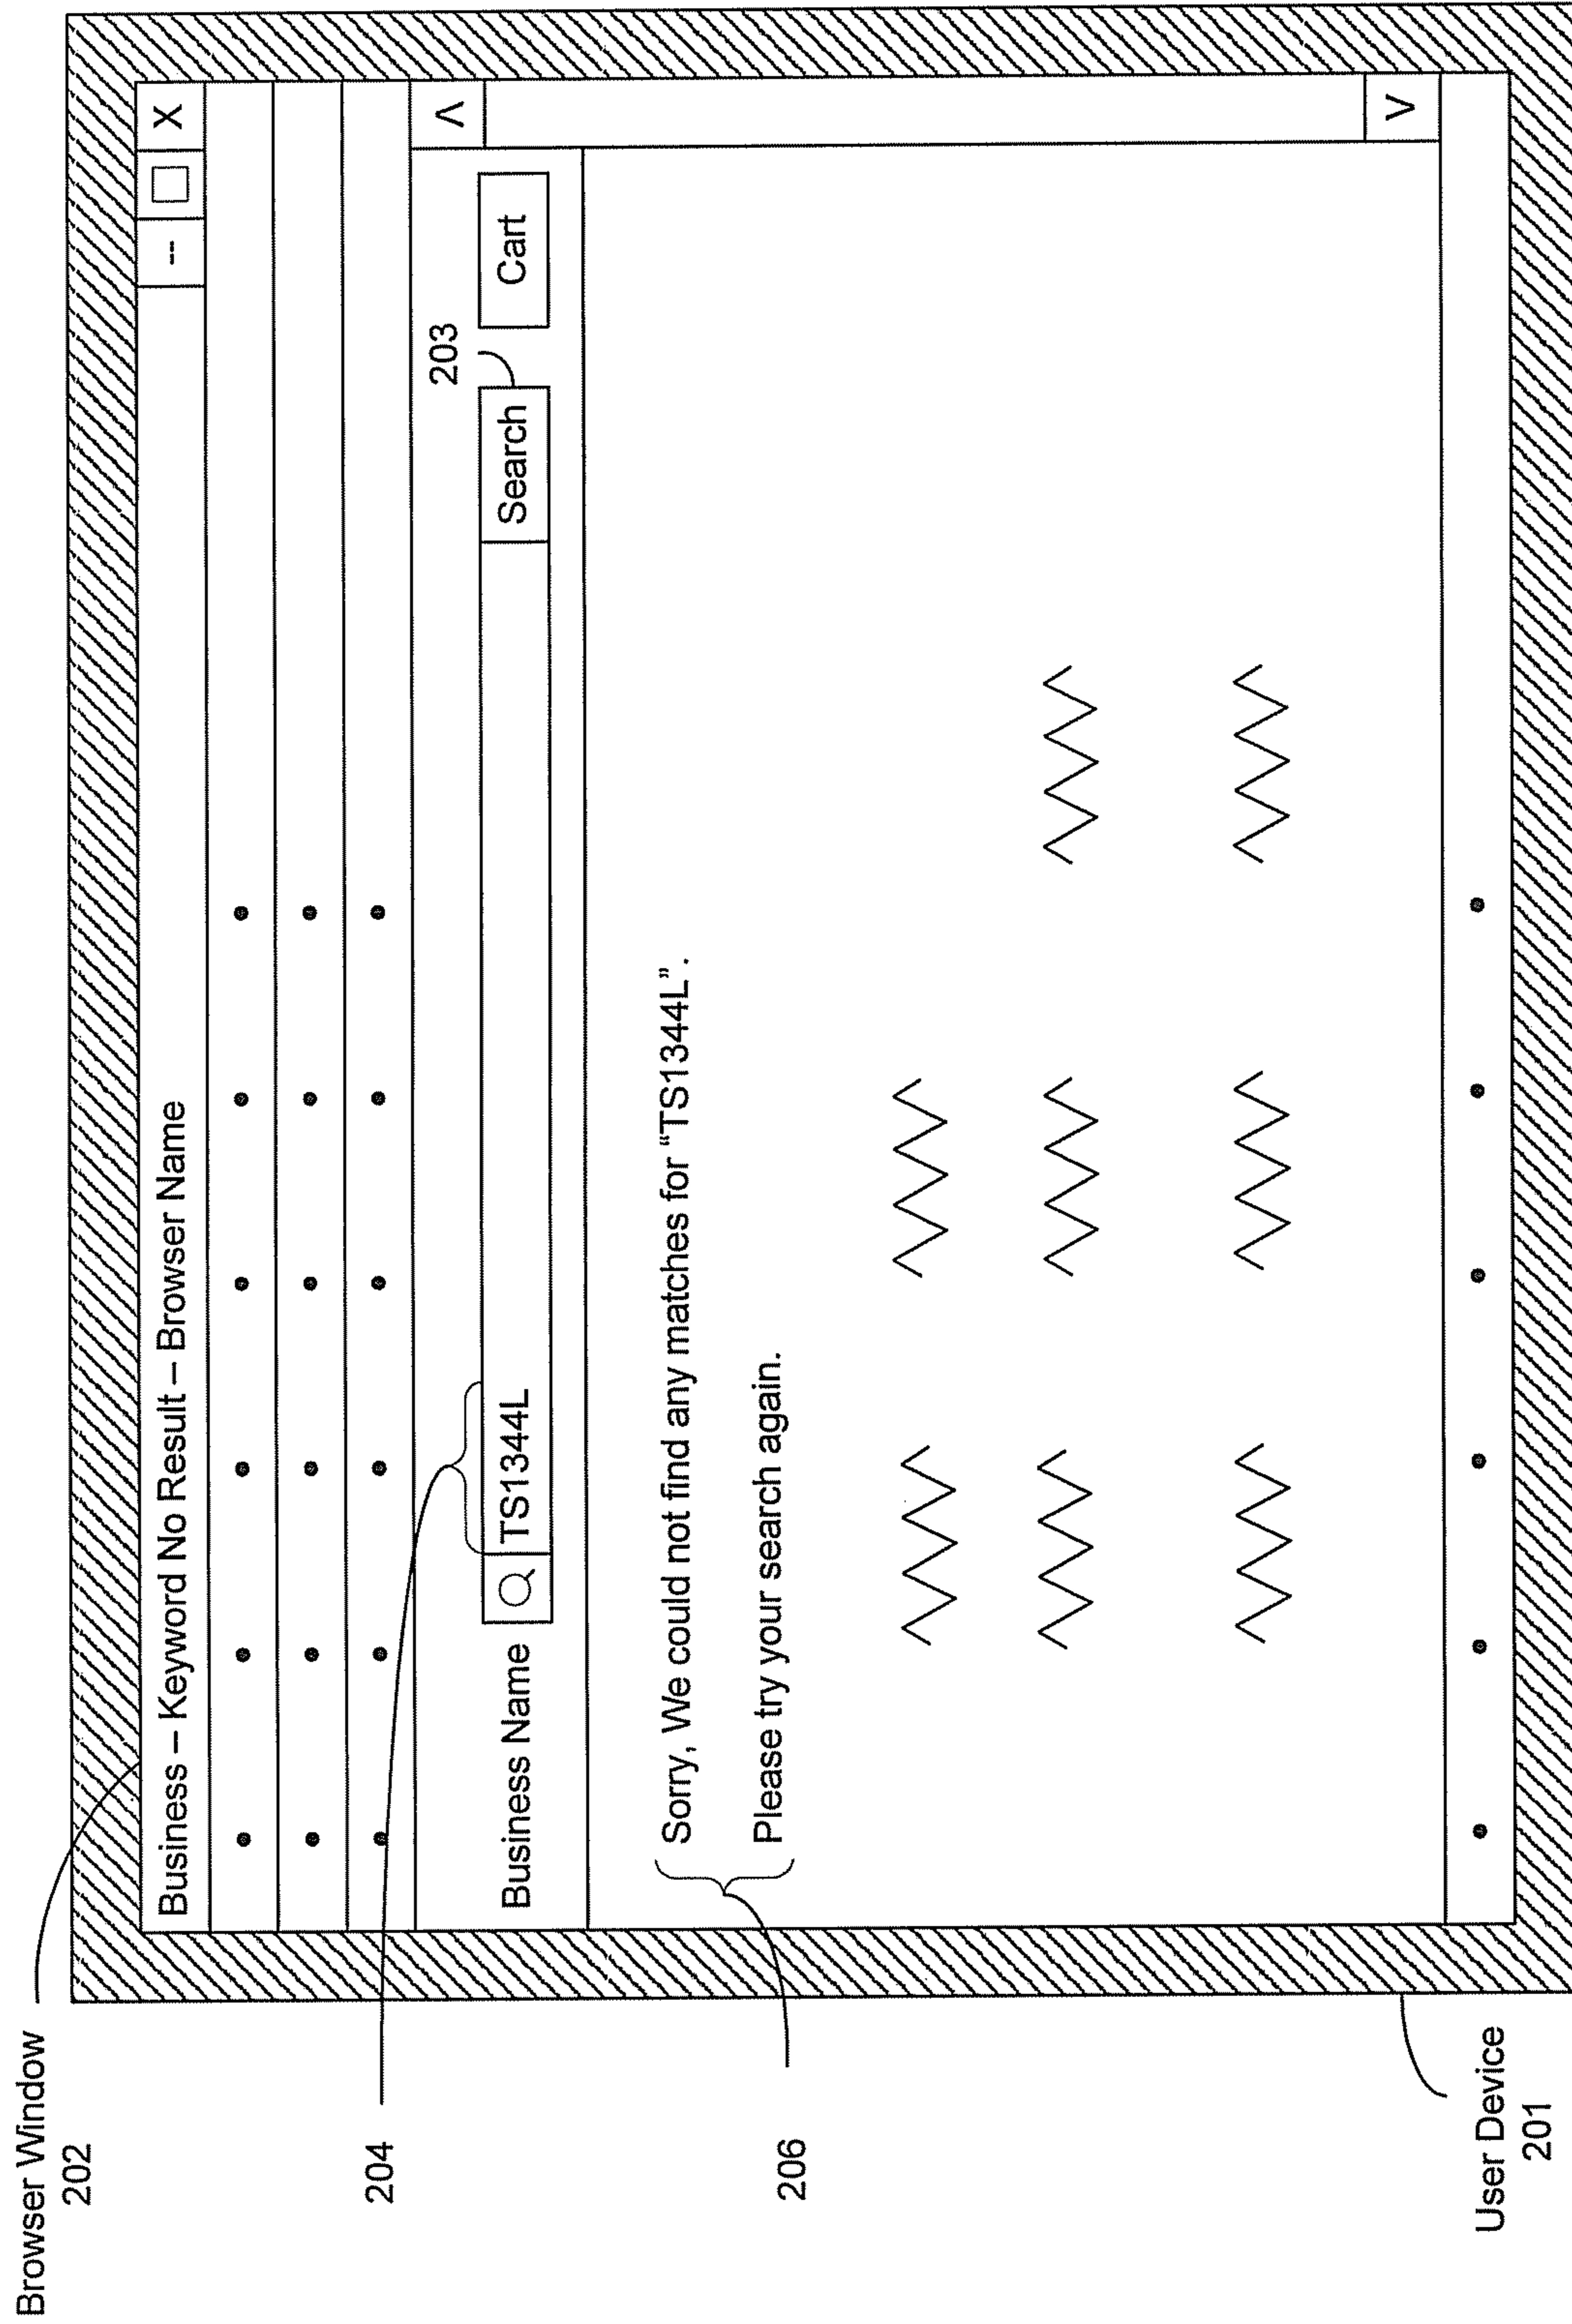 Browser Window
202
Business – Keyword No Result – Browser Name
-- □ X
203
204
Business Name TS1344L Search Cart
Sorry, We could not find any matches for “TS1344L”.
Please try your search again.
206
User Device
201